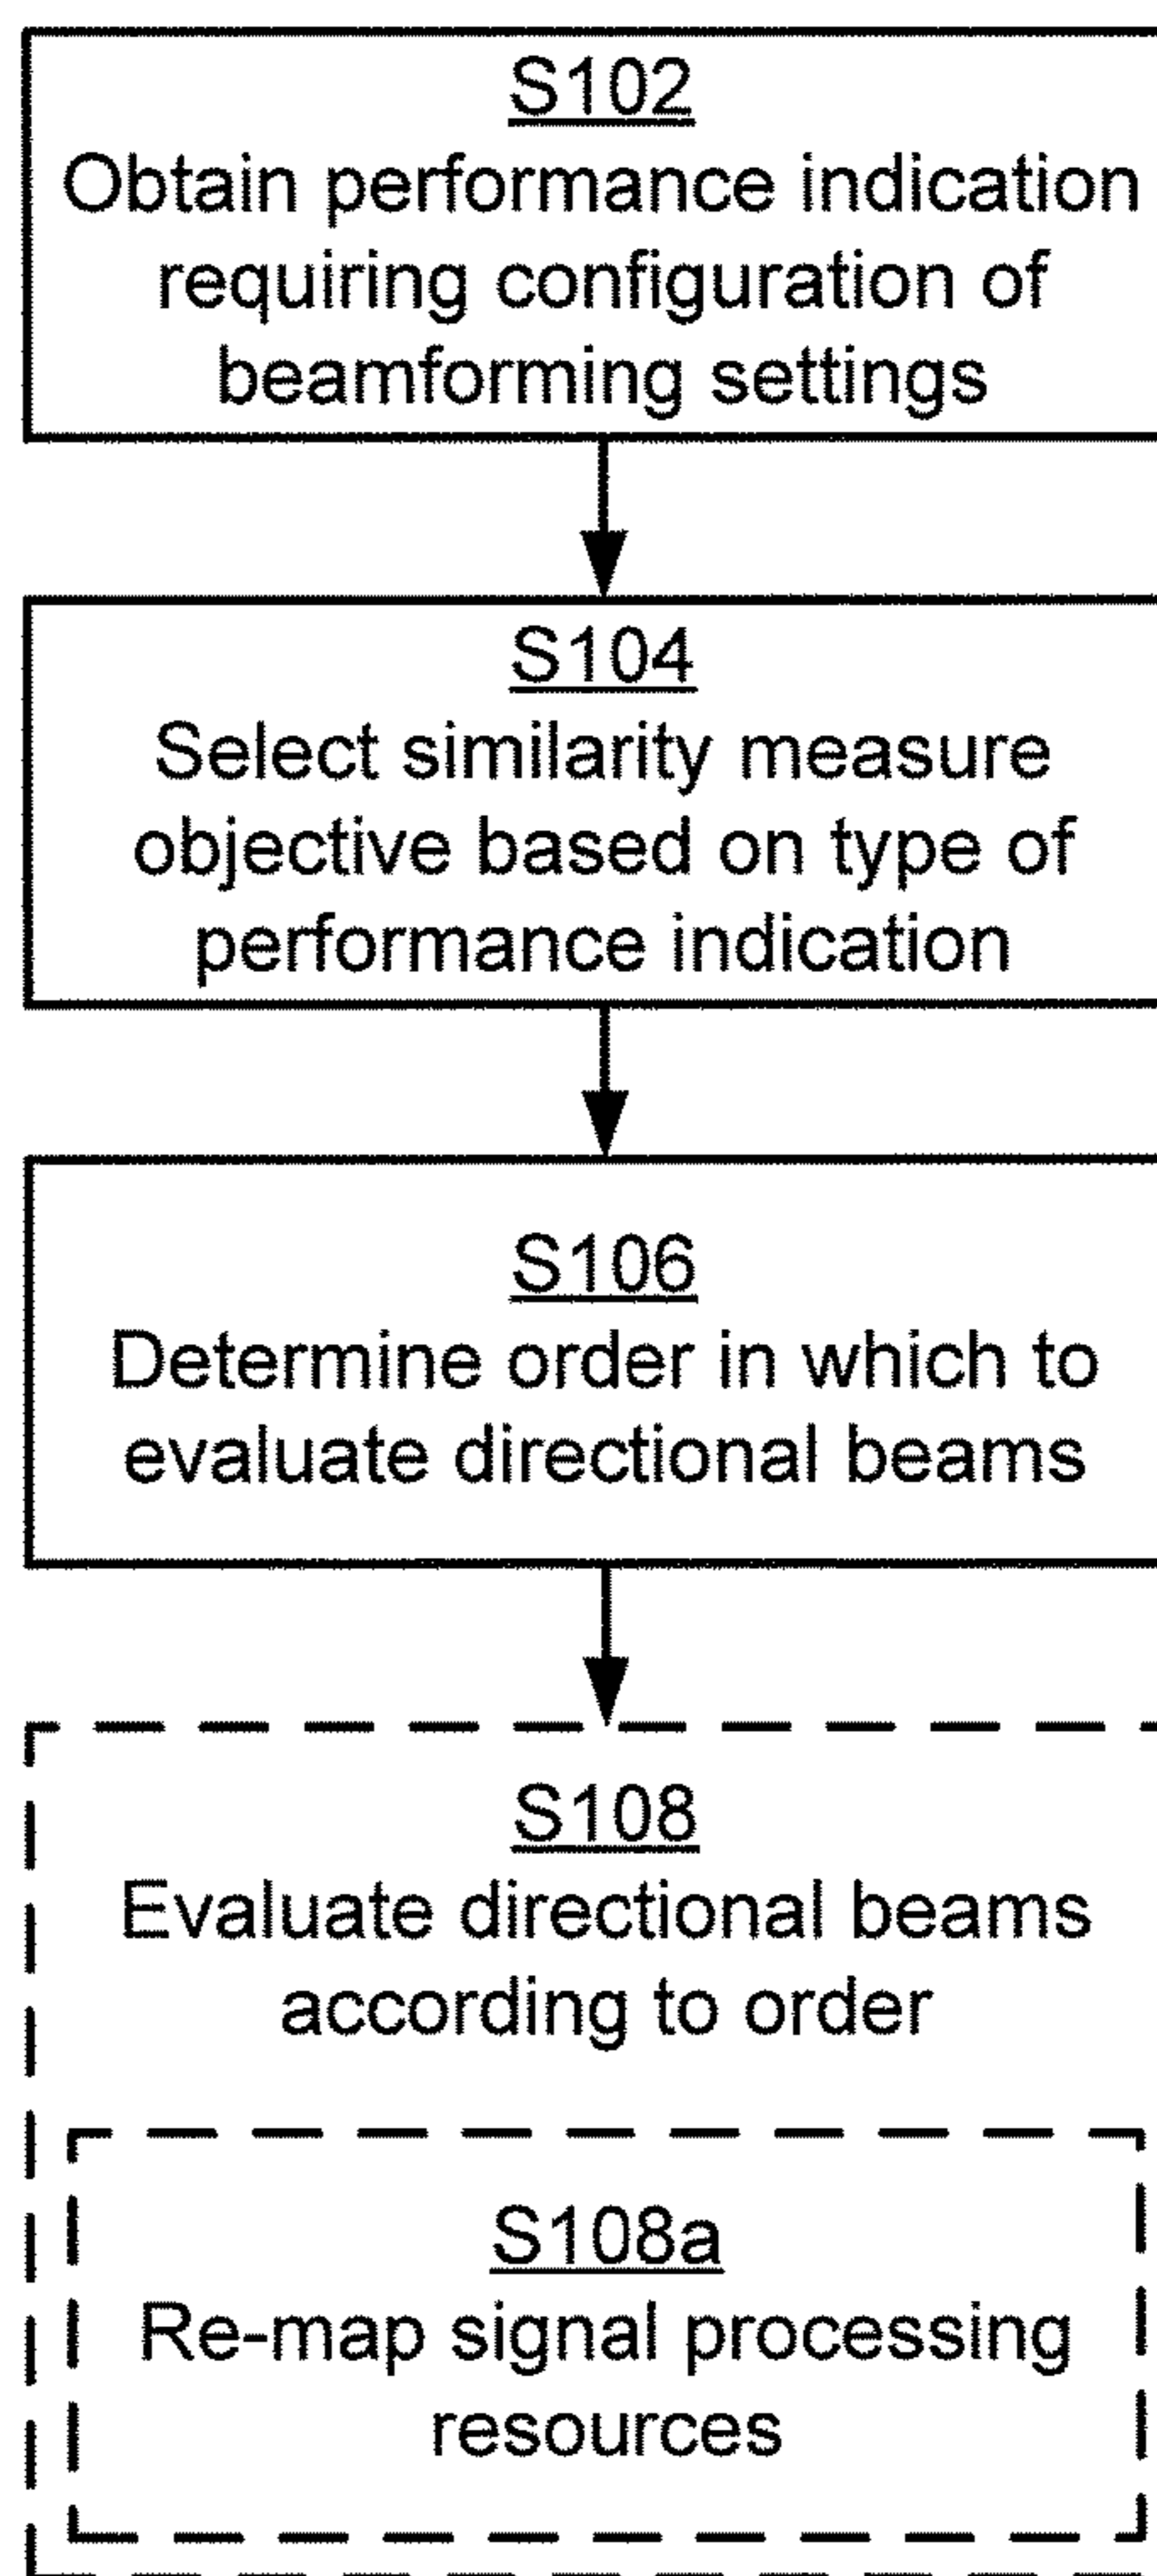 S102
Obtain performance indication
requiring configuration of
beamforming settings
S104
Select similarity measure
objective based on type of
performance indication
S106
Determine order in which to
evaluate directional beams
S108
Evaluate directional beams
according to order
S108a
Re-map signal processing
resources